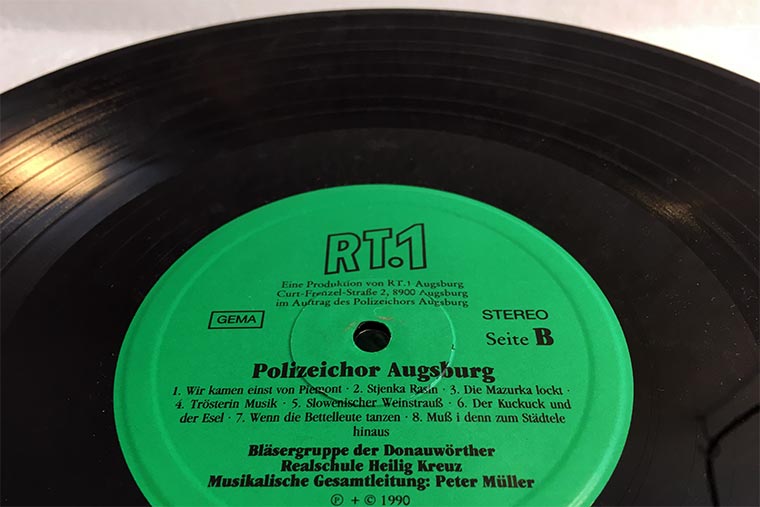 RT.1
Eine Produktion von RT.1 Augsburg
Curt-Frenzel-Straße 2, 8900 Augsburg
im Auftrag des Polizeichors Augsburg
GEMA
STEREO
Seite B
Polizeichor Augsburg
1. Wir kamen einst von Piemont · 2. Stjenka Rasin · 3. Die Mazurka lockt ·
4. Trösterin Musik · 5. Slowenischer Weinstrauß · 6. Der Kuckuck und
der Esel · 7. Wenn die Bettelleute tanzen · 8. Muß i denn zum Städtele
hinaus
Bläsergruppe der Donauwörther
Realschule Heilig Kreuz
Musikalische Gesamtleitung: Peter Müller
℗ + © 1990